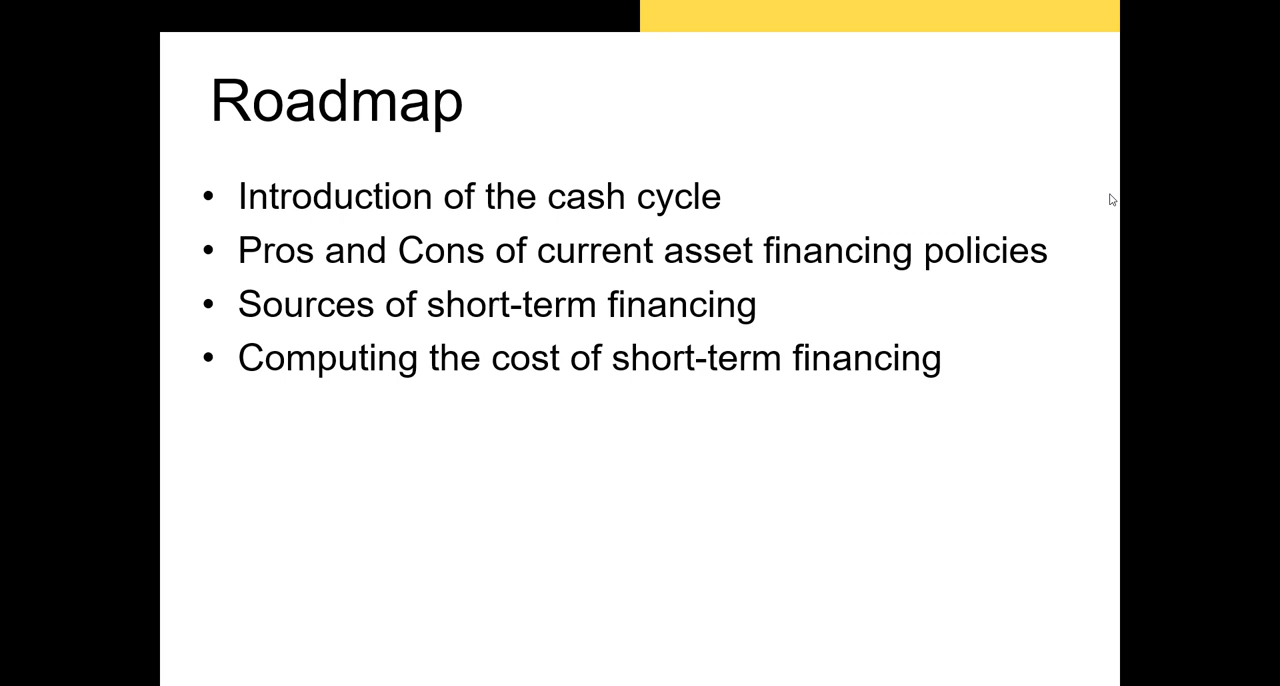 Roadmap
• Introduction of the cash cycle
• Pros and Cons of current asset financing policies
• Sources of short-term financing
• Computing the cost of short-term financing